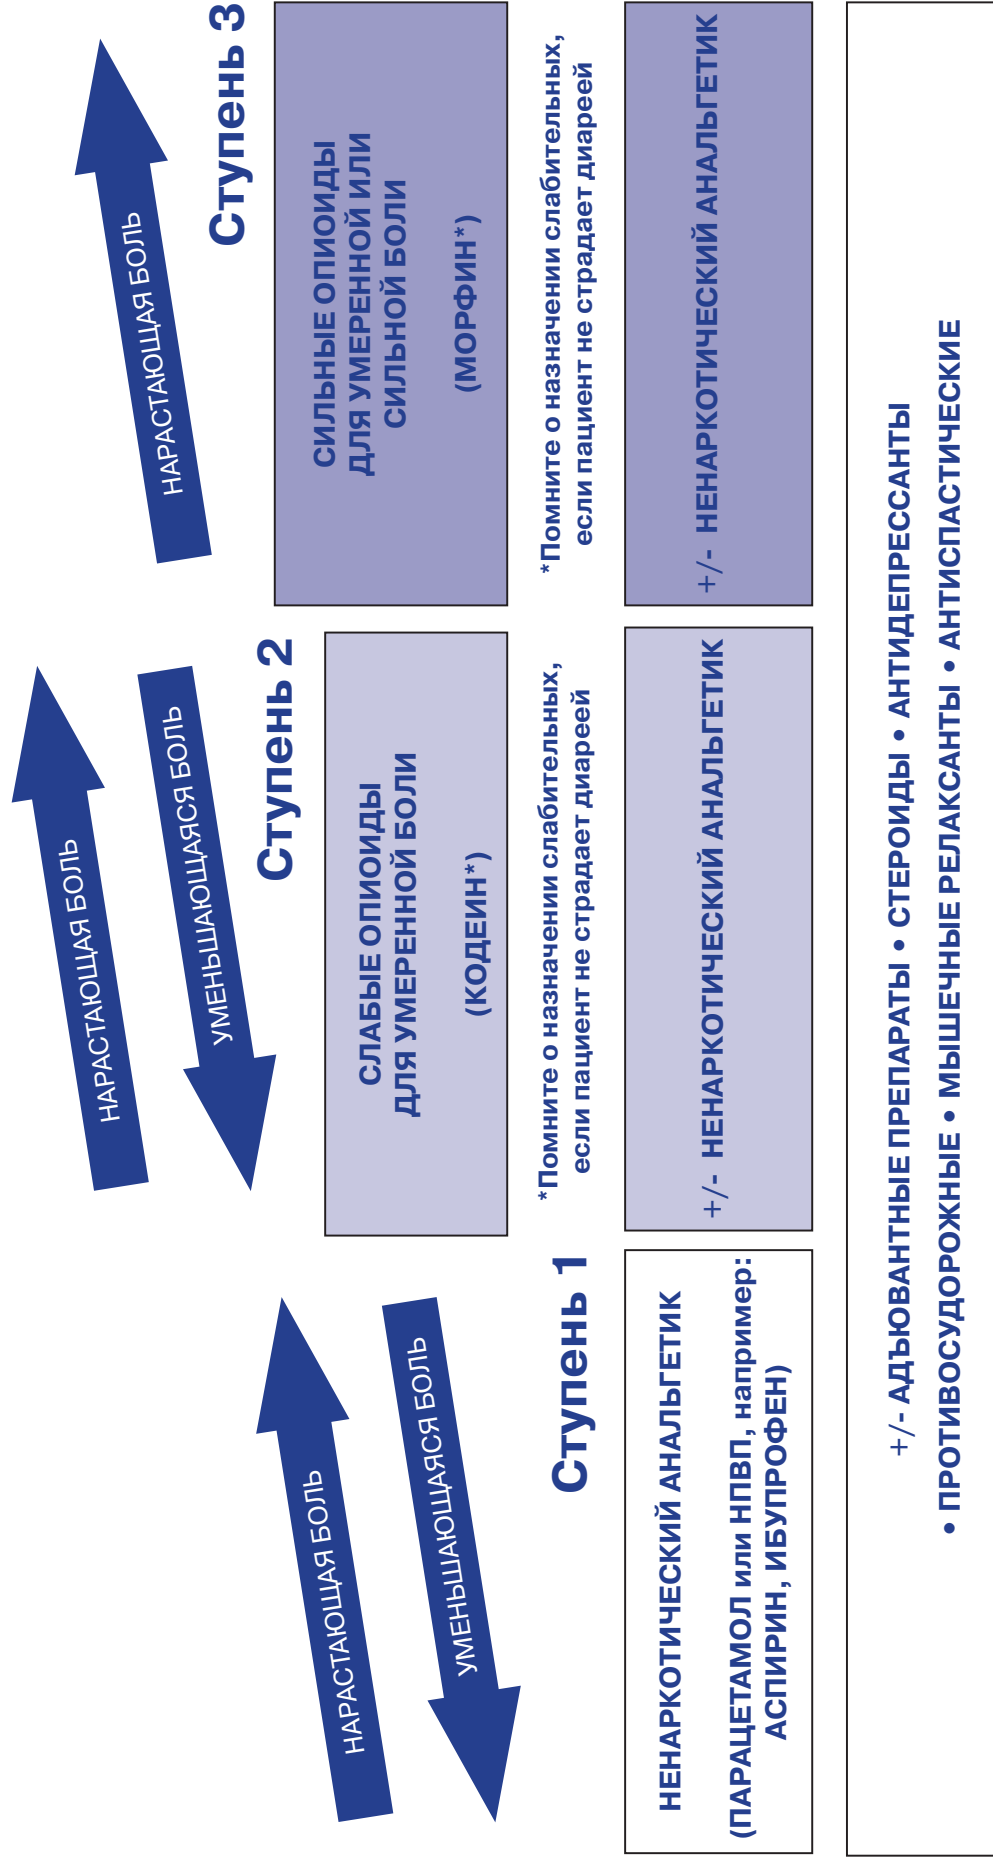 НАРАСТАЮЩАЯ БОЛЬ
УМЕНЬШАЮЩАЯСЯ БОЛЬ
Ступень 1
НЕНАРКОТИЧЕСКИЙ АНАЛЬГЕТИК
(ПАРАЦЕТАМОЛ или НПВП, например:
АСПИРИН, ИБУПРОФЕН)
НАРАСТАЮЩАЯ БОЛЬ
УМЕНЬШАЮЩАЯСЯ БОЛЬ
Ступень 2
СЛАБЫЕ ОПИОИДЫ
ДЛЯ УМЕРЕННОЙ БОЛИ
(КОДЕИН*)
*Помните о назначении слабительных,
если пациент не страдает диареей
+/- НЕНАРКОТИЧЕСКИЙ АНАЛЬГЕТИК
НАРАСТАЮЩАЯ БОЛЬ
Ступень 3
СИЛЬНЫЕ ОПИОИДЫ
ДЛЯ УМЕРЕННОЙ ИЛИ
СИЛЬНОЙ БОЛИ
(МОРФИН*)
*Помните о назначении слабительных,
если пациент не страдает диареей
+/- НЕНАРКОТИЧЕСКИЙ АНАЛЬГЕТИК
+/- АДЪЮВАНТНЫЕ ПРЕПАРАТЫ • СТЕРОИДЫ • АНТИДЕПРЕССАНТЫ
• ПРОТИВОСУДОРОЖНЫЕ • МЫШЕЧНЫЕ РЕЛАКСАНТЫ • АНТИСПАСТИЧЕСКИЕ